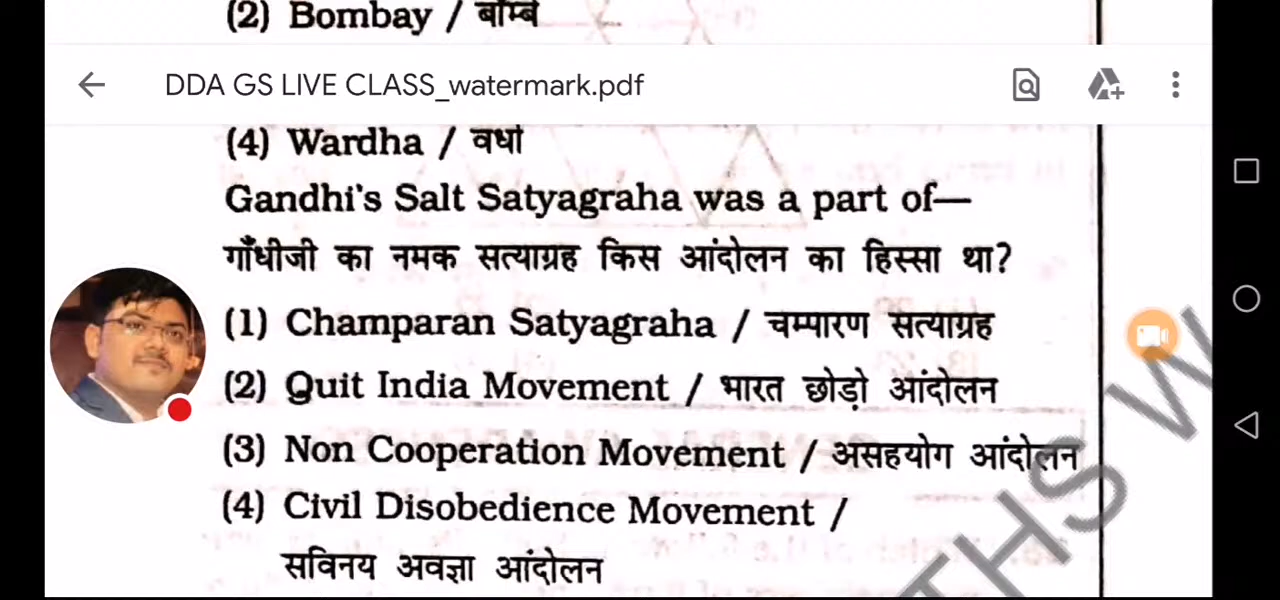 (2) Bombay / बॉम्बे
DDA GS LIVE CLASS_watermark.pdf
(4) Wardha / वर्धा
Gandhi's Salt Satyagraha was a part of—
गाँधीजी का नमक सत्याग्रह किस आंदोलन का हिस्सा था?
(1) Champaran Satyagraha / चम्पारण सत्याग्रह
(2) Quit India Movement / भारत छोड़ो आंदोलन
(3) Non Cooperation Movement / असहयोग आंदोलन
(4) Civil Disobedience Movement /
सविनय अवज्ञा आंदोलन
THS W